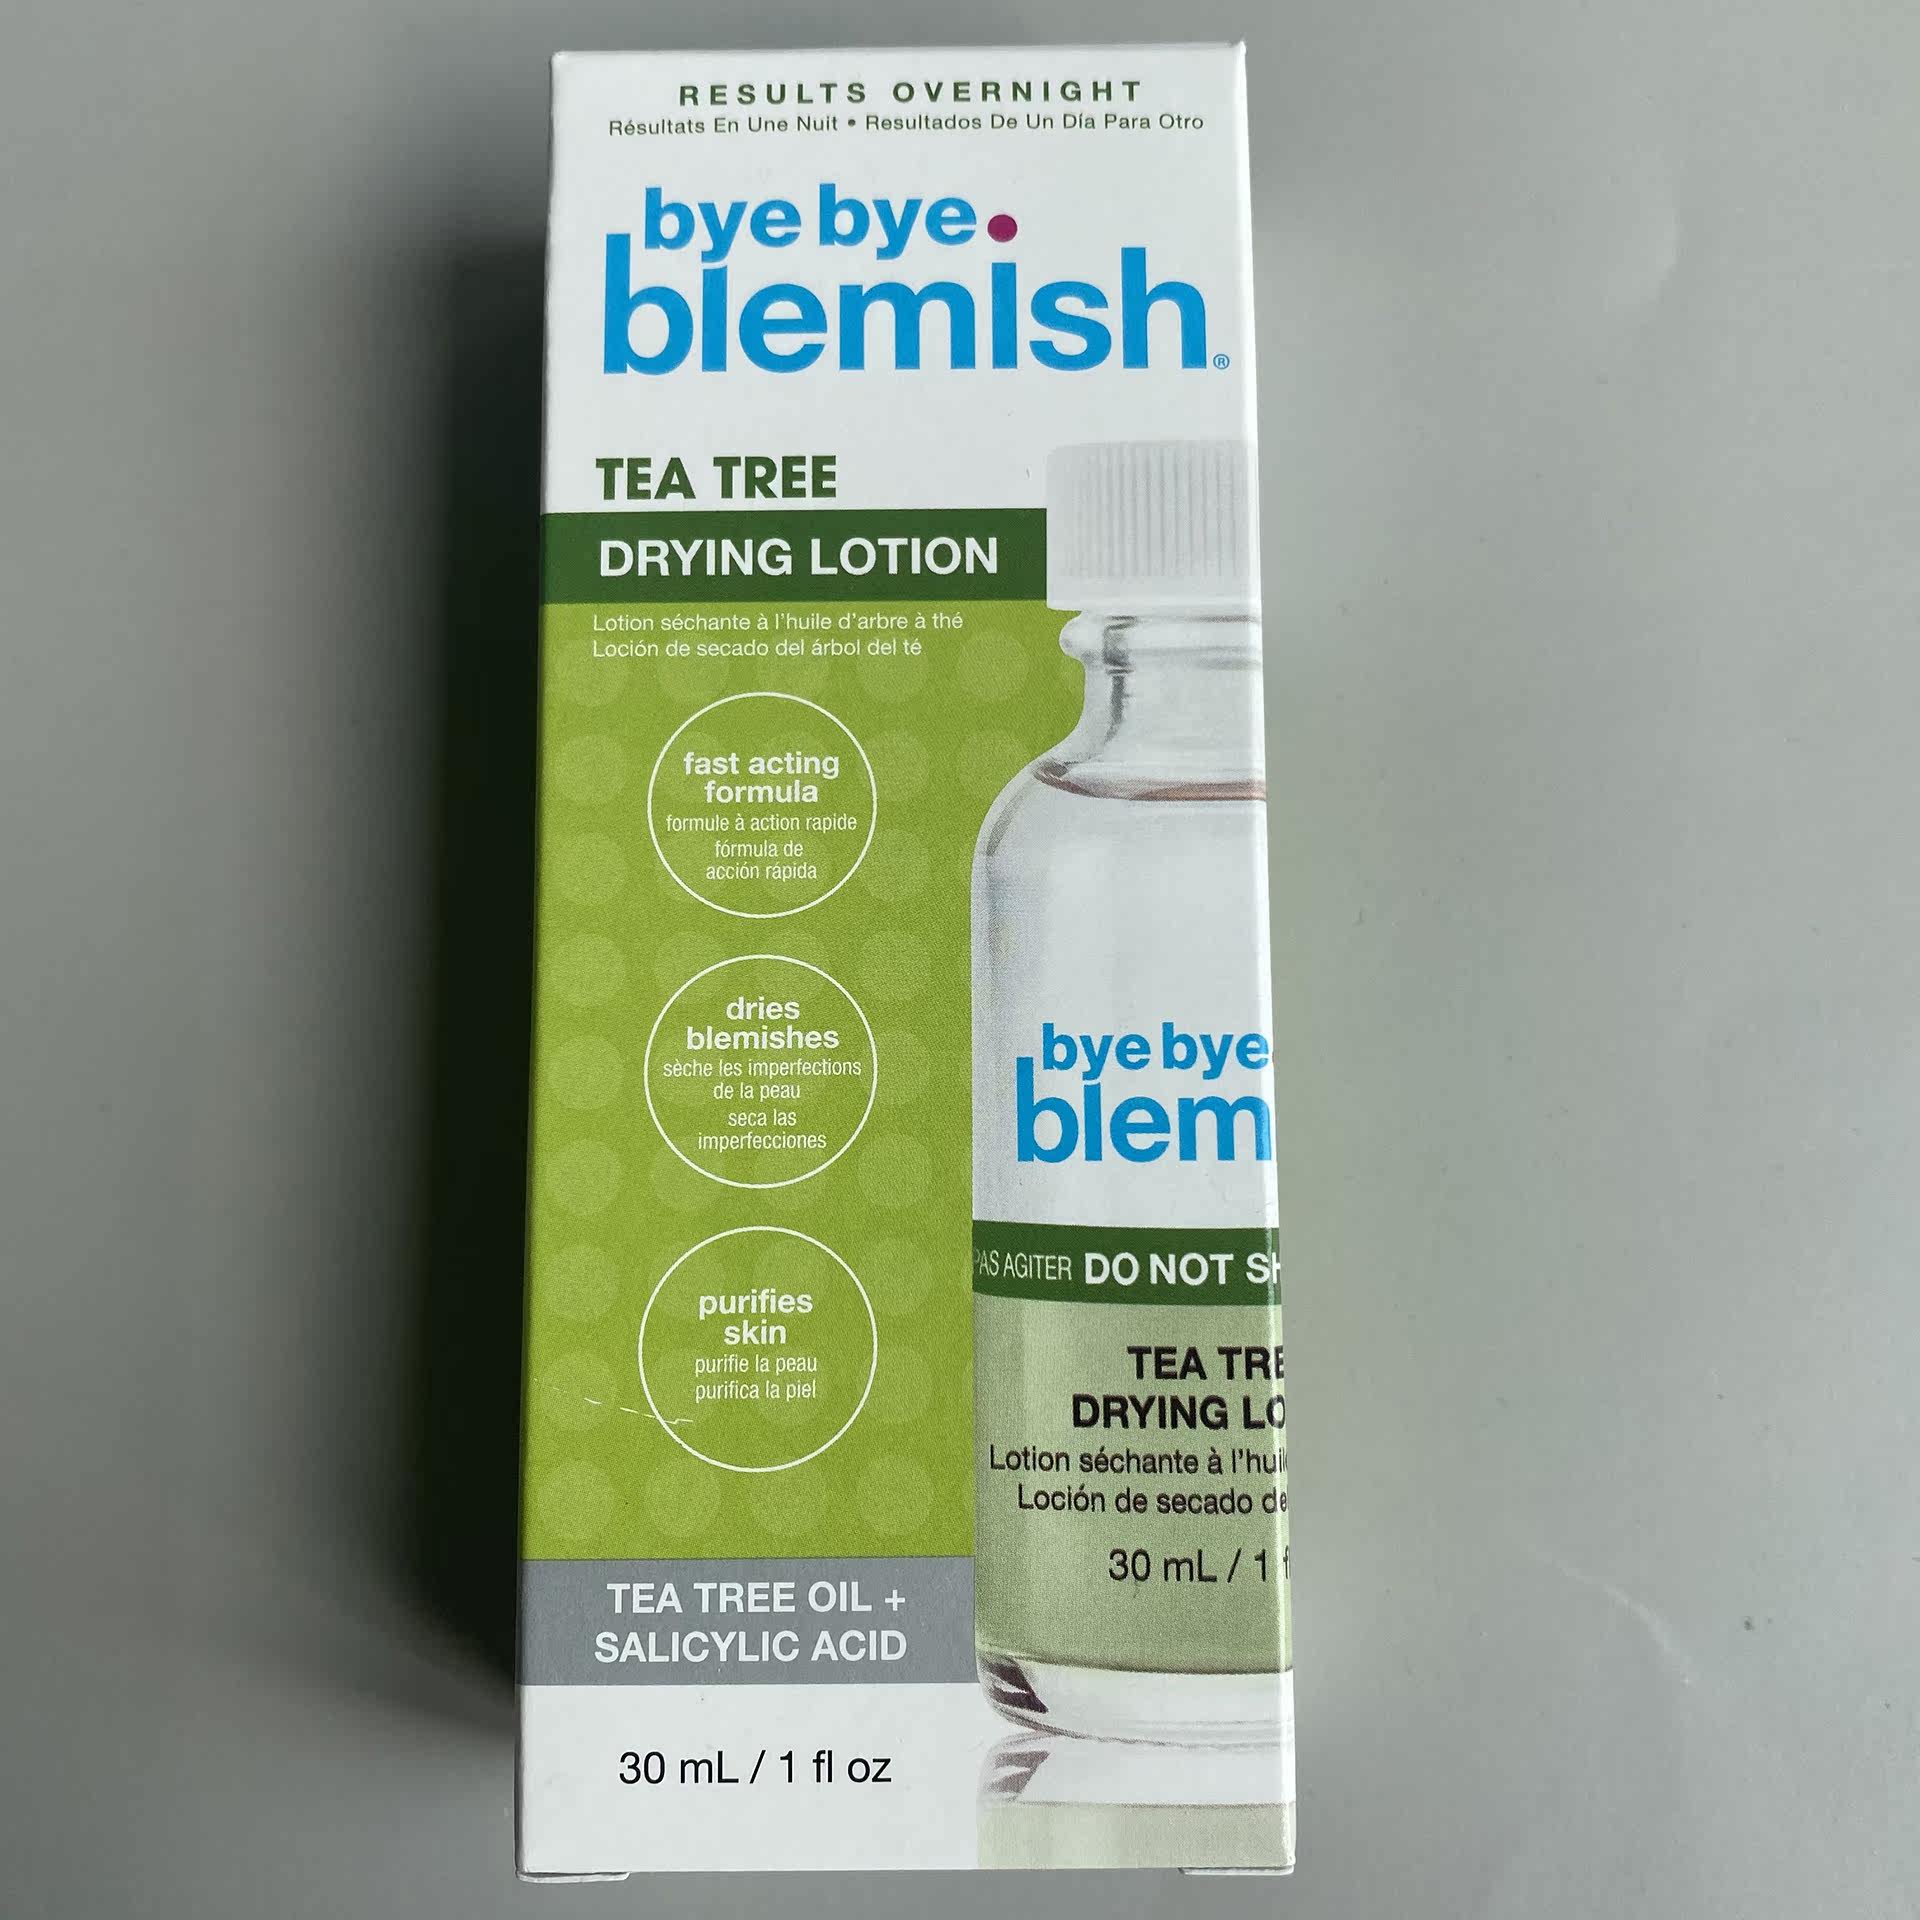 RESULTS OVERNIGHT
Résultats En Une Nuit • Resultados De Un Día Para Otro
bye bye
blemish®
TEA TREE
DRYING LOTION
Lotion séchante à l'huile d'arbre à thé
Loción de secado del árbol del té
fast acting
formula
formule à action rapide
fórmula de
acción rápida
dries
blemishes
sèche les imperfections
de la peau
seca las
imperfecciones
purifies
skin
purifie la peau
purifica la piel
TEA TREE OIL +
SALICYLIC ACID
30 mL / 1 fl oz
bye bye
blem
PAS AGITER DO NOT SH
TEA TRE
DRYING LO
Lotion séchante à l'huil
Loción de secado de
30 mL / 1 f